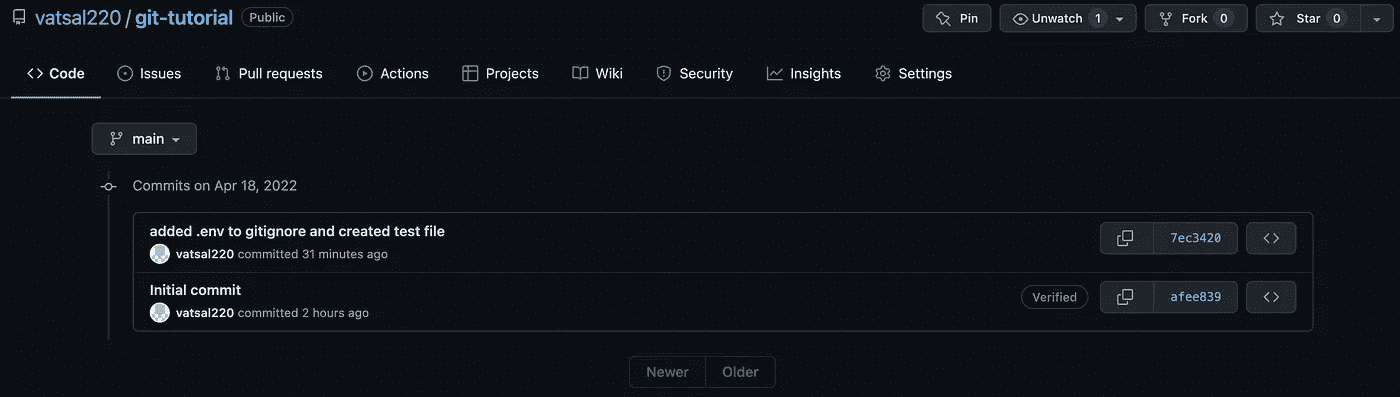 vatsal220 / git-tutorial Public Pin Unwatch 1 Fork 0 Star 0
Code Issues Pull requests Actions Projects Wiki Security Insights Settings
main
Commits on Apr 18, 2022
added .env to gitignore and created test file
vatsal220 committed 31 minutes ago 7ec3420
Initial commit
vatsal220 committed 2 hours ago Verified afee839
Newer Older